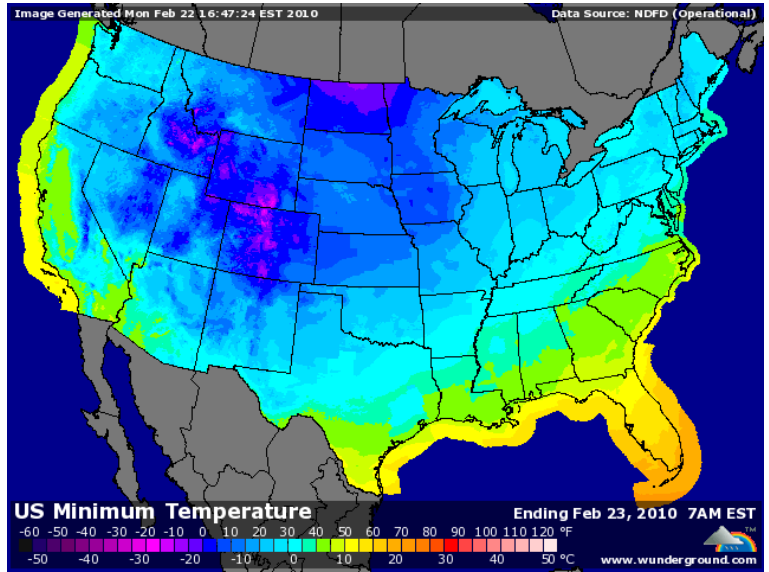 Image Generated Mon Feb 22 16:47:24 EST 2010 Data Source: NDFD (Operational)
US Minimum Temperature Ending Feb 23, 2010 7AM EST
-60 -50 -40 -30 -20 -10 0 10 20 30 40 50 60 70 80 90 100 110 120 °F
-50 -40 -30 -20 -10 0 10 20 30 40 50 °C
TM
www.wunderground.com